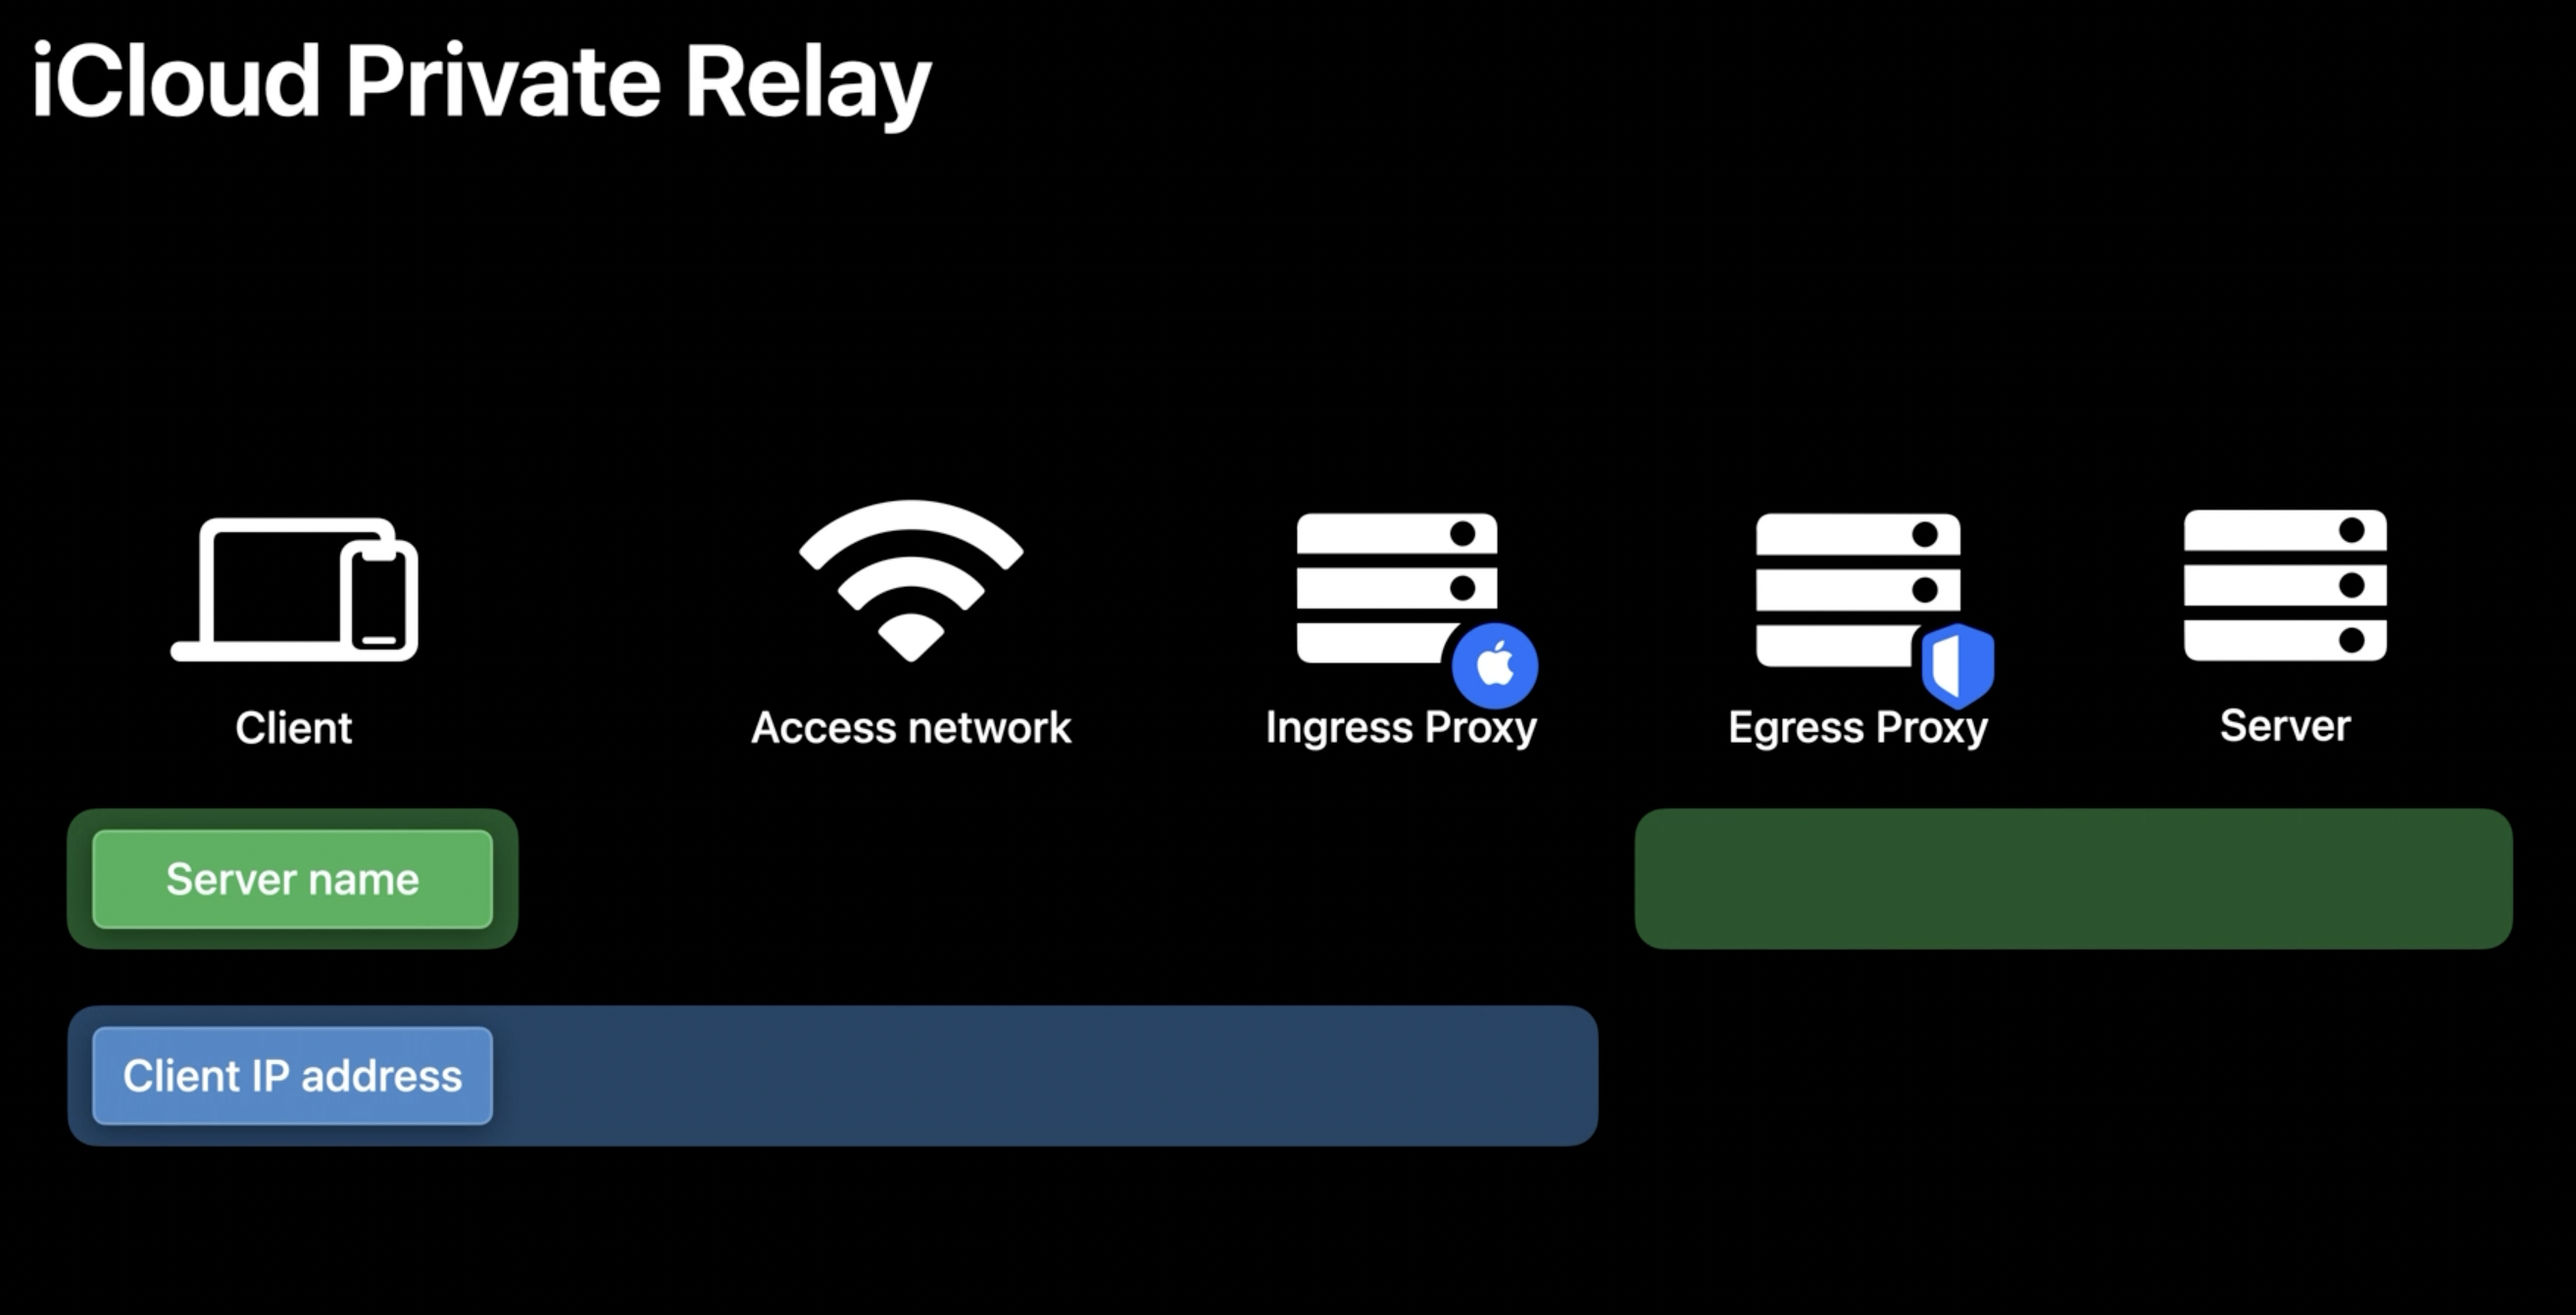 iCloud Private Relay
Client
Access network
Ingress Proxy
Egress Proxy
Server
Server name
Client IP address